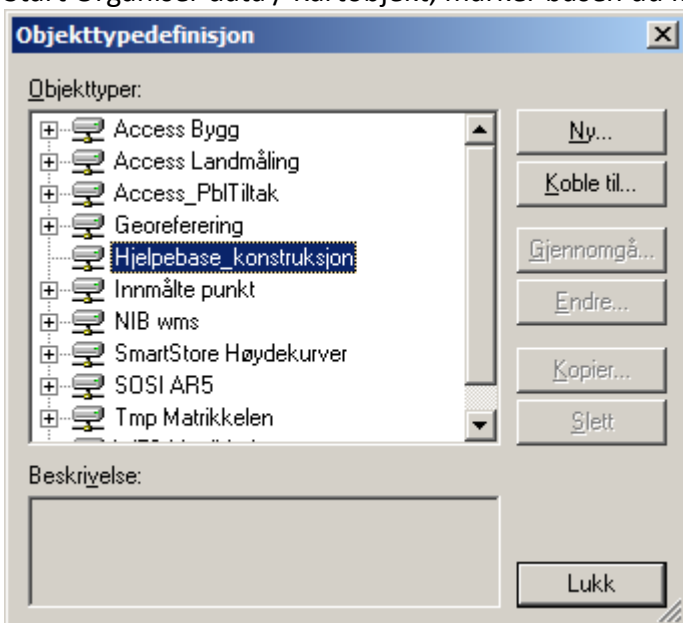 Objekttypedefinisjon
Objekttyper:
Access Bygg
Access Landmåling
Access_PblTiltak
Georeferering
Hjelpebase_konstruksjon
Innmålte punkt
NIB wms
SmartStore Høydekurver
SOSI AR5
Tmp Matrikkelen
Ny...
Koble til...
Gjennomgå...
Endre...
Kopier...
Slett
Beskrivelse:
Lukk